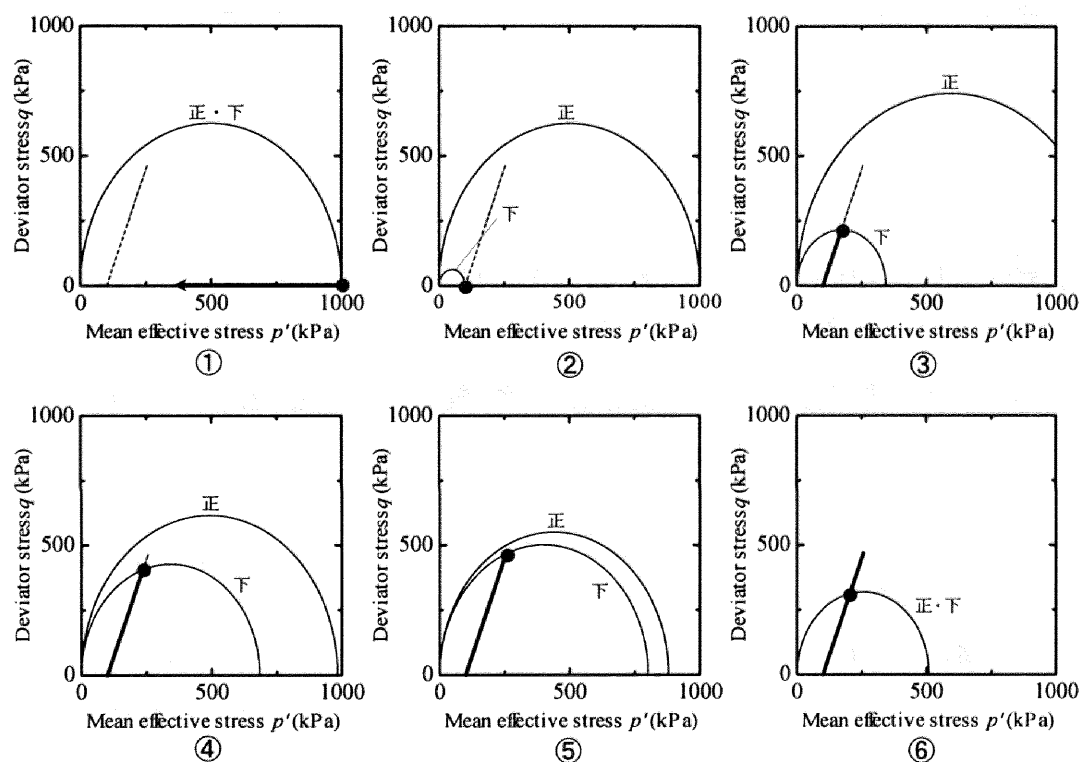 1000
500
0
Deviator stress q (kPa)
正・下
0
500
1000
Mean effective stress p′(kPa)
①
1000
500
0
Deviator stress q (kPa)
正
下
0
500
1000
Mean effective stress p′(kPa)
②
1000
500
0
Deviator stress q (kPa)
正
下
0
500
1000
Mean effective stress p′(kPa)
③
1000
500
0
Deviator stress q (kPa)
正
下
0
500
1000
Mean effective stress p′(kPa)
④
1000
500
0
Deviator stress q (kPa)
正
下
0
500
1000
Mean effective stress p′(kPa)
⑤
1000
500
0
Deviator stress q (kPa)
正・下
0
500
1000
Mean effective stress p′(kPa)
⑥